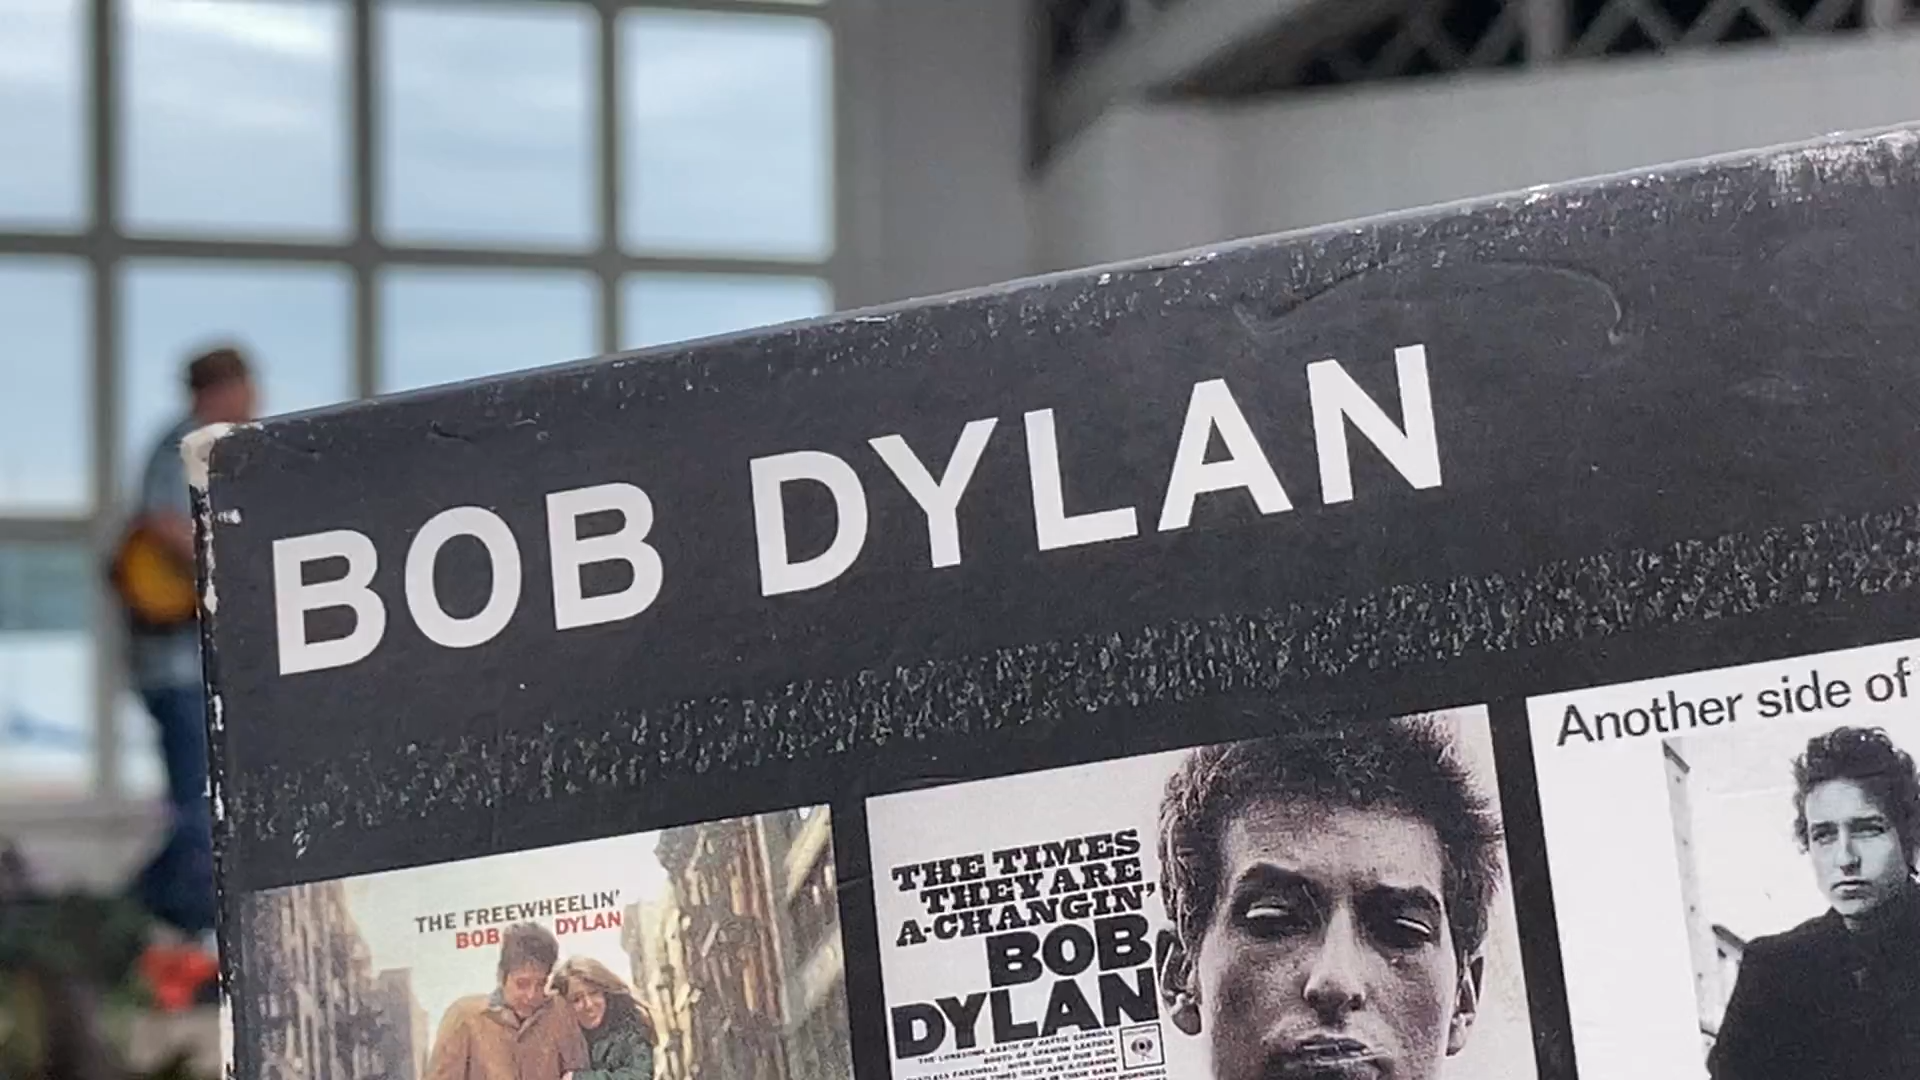 BOB DYLAN
THE FREEWHEELIN'
BOB DYLAN
THE TIMES
THEY ARE
A-CHANGIN'
BOB
DYLAN
Another side of